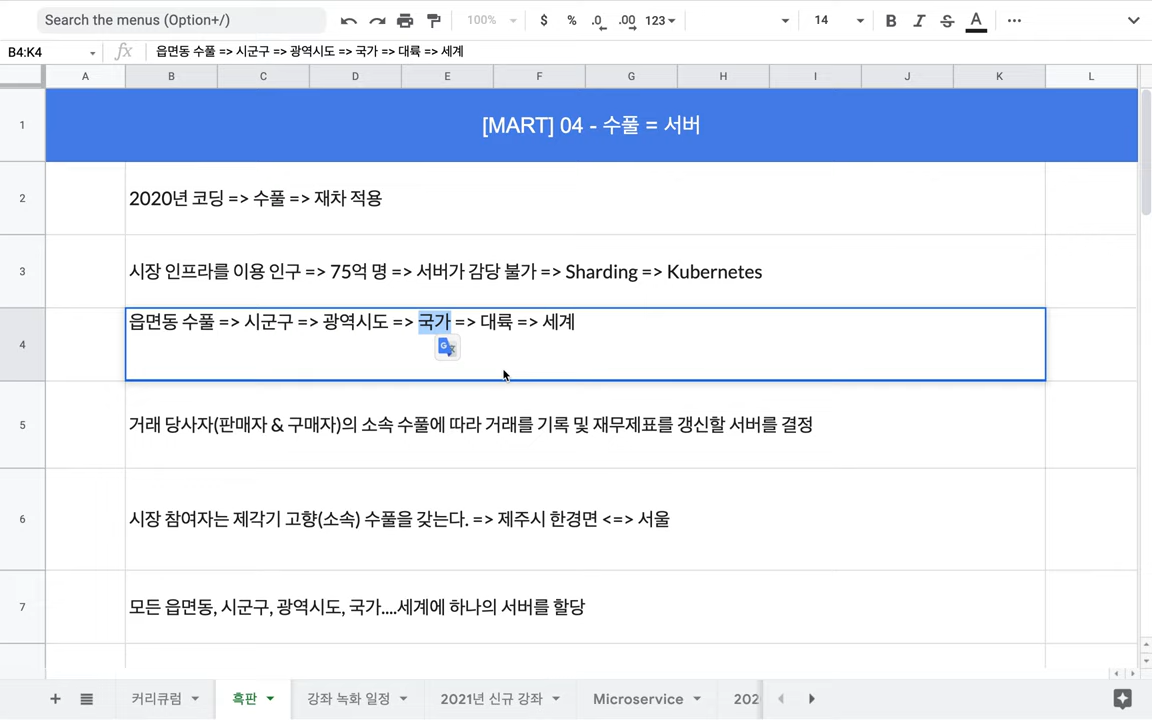 Search the menus (Option+/)
100%
$ % .0 .00 123
14
B I S A
B4:K4
fx
읍면동 수풀 => 시군구 => 광역시도 => 국가 => 대륙 => 세계
A B C D E F G H I J K L
1 [MART] 04 - 수풀 = 서버
2 2020년 코딩 => 수풀 => 재차 적용
3 시장 인프라를 이용 인구 => 75억 명 => 서버가 감당 불가 => Sharding => Kubernetes
4 읍면동 수풀 => 시군구 => 광역시도 => 국가 => 대륙 => 세계
5 거래 당사자(판매자 & 구매자)의 소속 수풀에 따라 거래를 기록 및 재무제표를 갱신할 서버를 결정
6 시장 참여자는 제각기 고향(소속) 수풀을 갖는다. => 제주시 한경면 <=> 서울
7 모든 읍면동, 시군구, 광역시도, 국가....세계에 하나의 서버를 할당
커리큘럼 흑판 강좌 녹화 일정 2021년 신규 강좌 Microservice 202